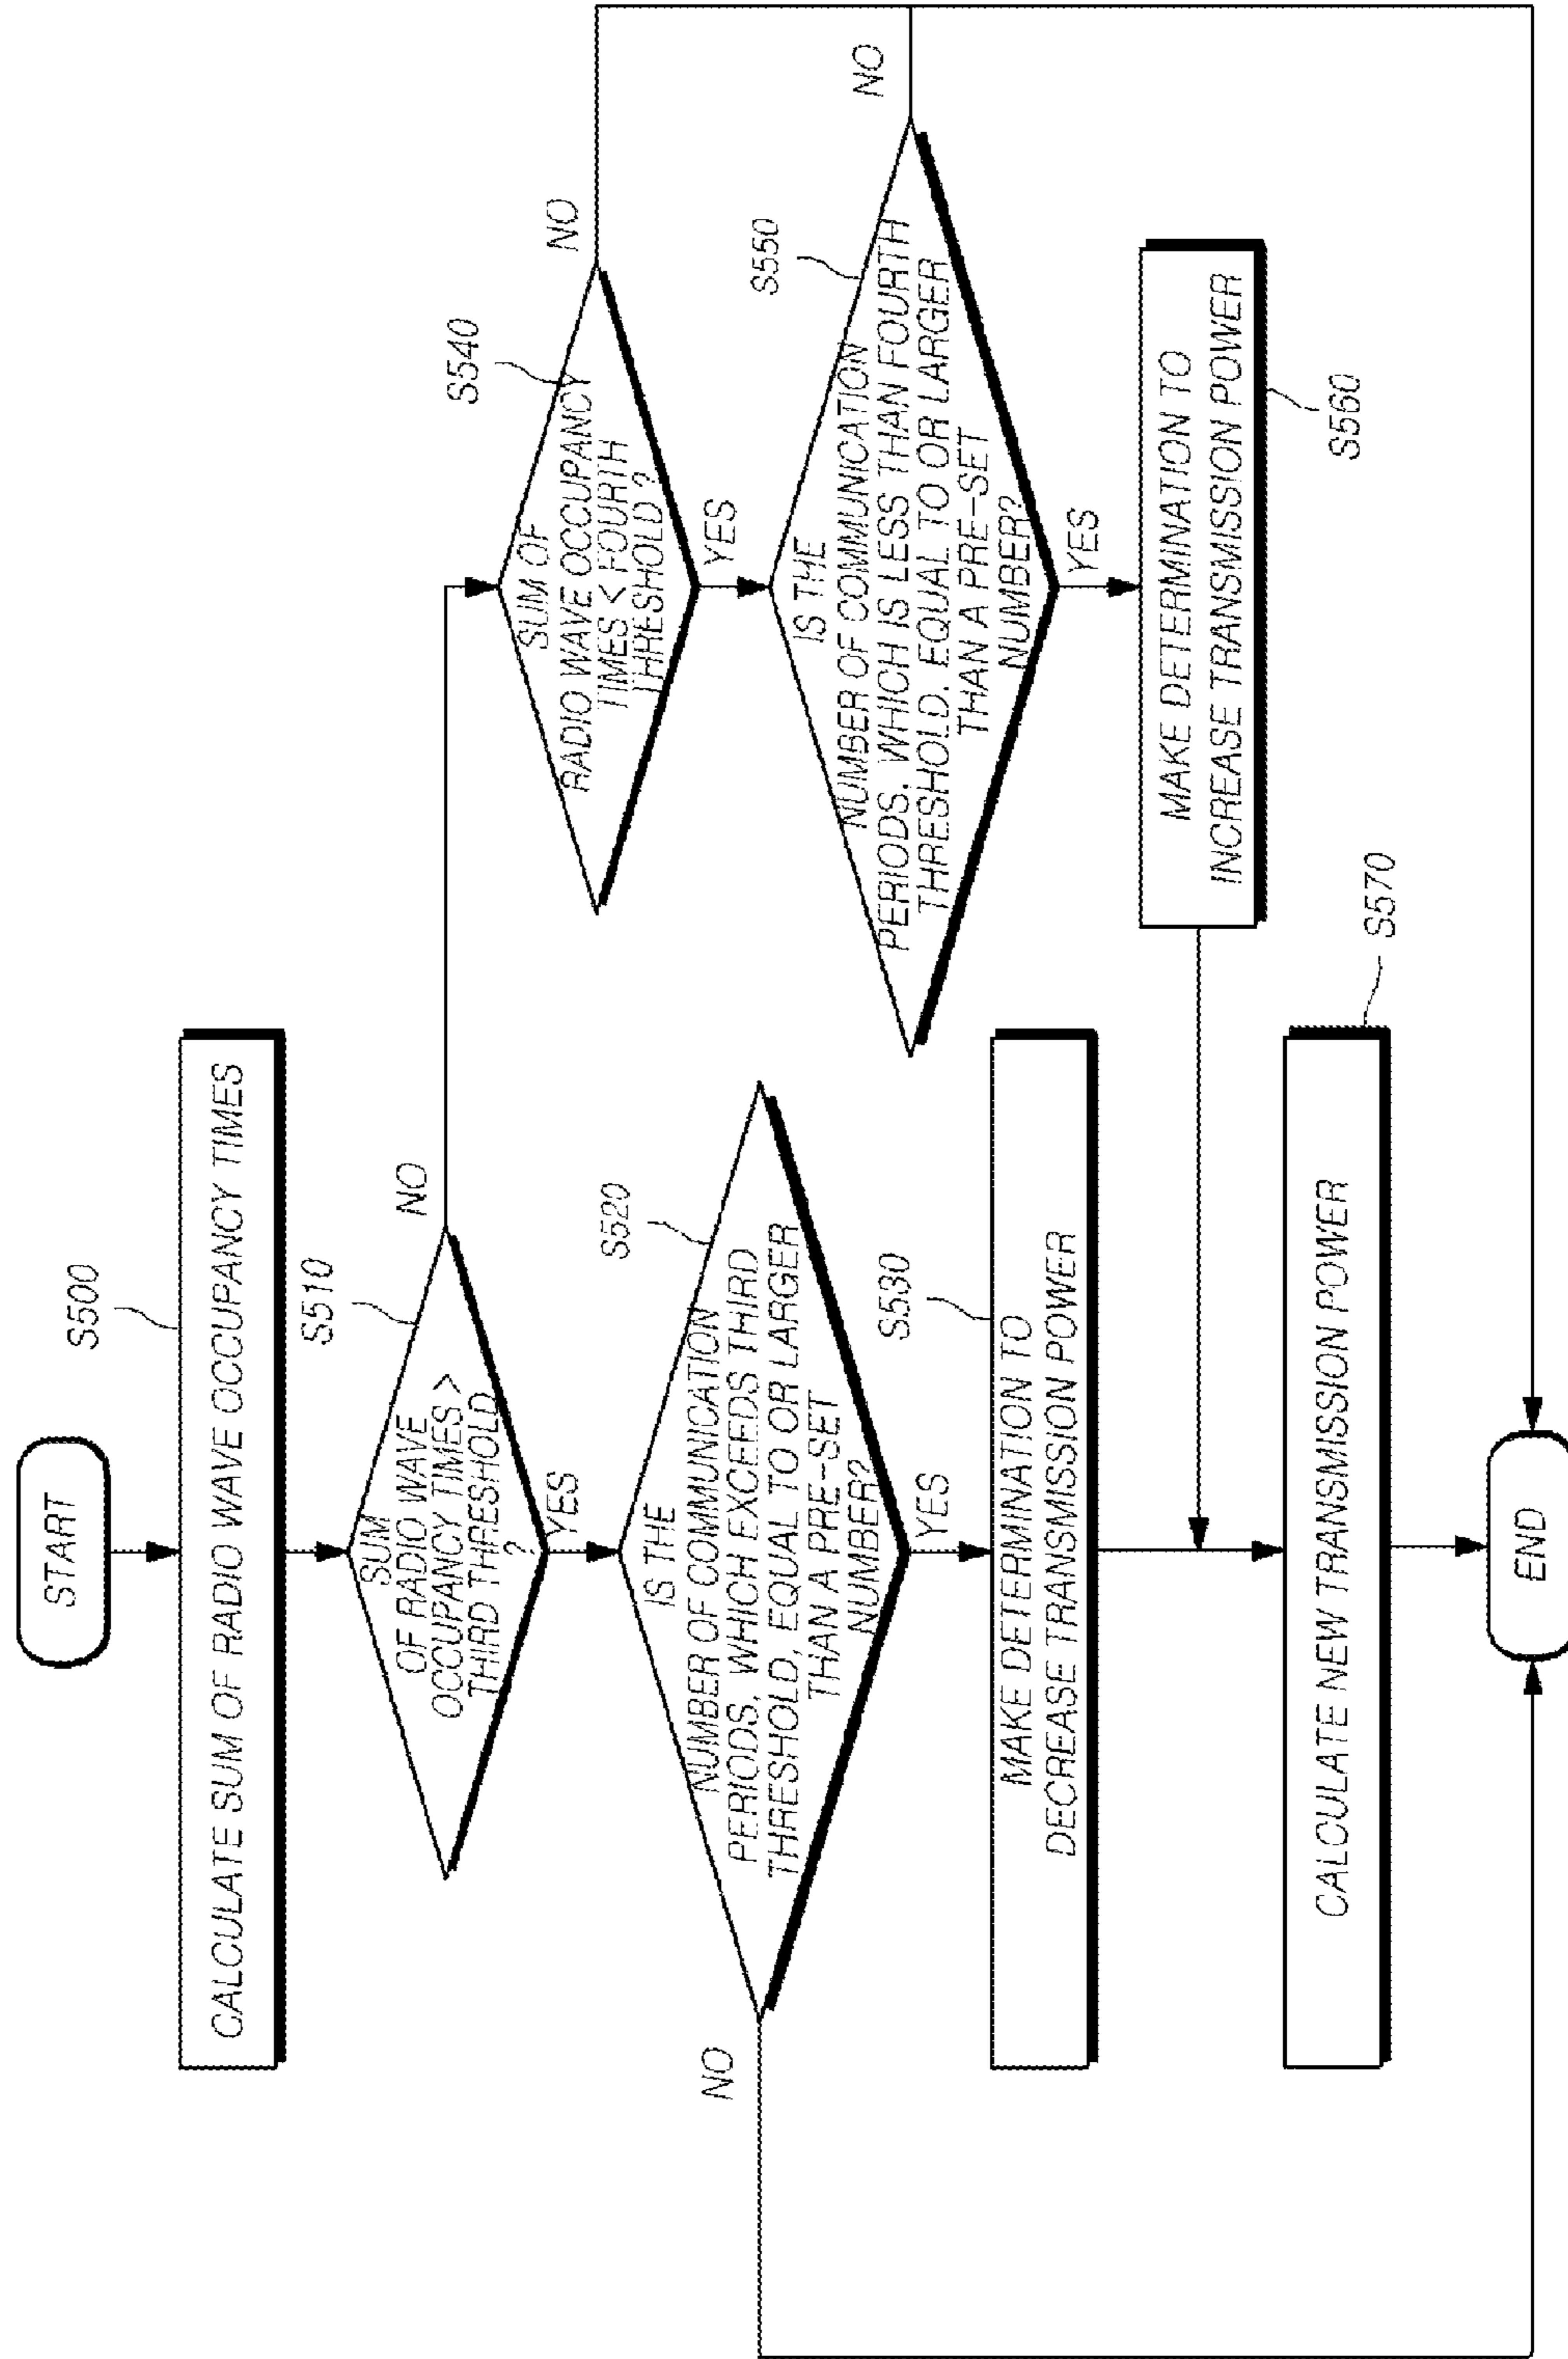 START
S500
CALCULATE SUM OF RADIO WAVE OCCUPANCY TIMES
S510
SUM
OF RADIO WAVE
OCCUPANCY TIMES >
THIRD THRESHOLD
?
NO
YES
S520
IS THE
NUMBER OF COMMUNICATION
PERIODS, WHICH EXCEEDS THIRD
THRESHOLD, EQUAL TO OR LARGER
THAN A PRE-SET
NUMBER?
NO
YES
S530
MAKE DETERMINATION TO
DECREASE TRANSMISSION POWER
S540
SUM OF
RADIO WAVE OCCUPANCY
TIMES < FOURTH
THRESHOLD ?
NO
YES
S550
IS THE
NUMBER OF COMMUNICATION
PERIODS, WHICH IS LESS THAN FOURTH
THRESHOLD, EQUAL TO OR LARGER
THAN A PRE-SET
NUMBER?
NO
YES
MAKE DETERMINATION TO
INCREASE TRANSMISSION POWER
S560
S570
CALCULATE NEW TRANSMISSION POWER
END